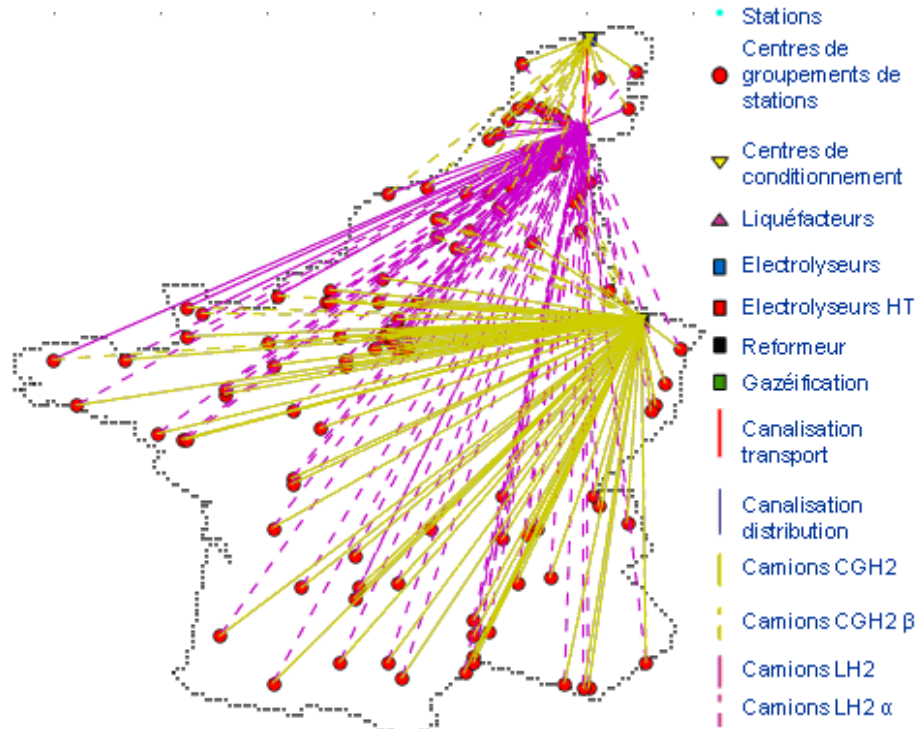 Stations
Centres de
groupements de
stations
Centres de
conditionnement
Liquéfacteurs
Electrolyseurs
Electrolyseurs HT
Reformeur
Gazéification
Canalisation
transport
Canalisation
distribution
Camions CGH2
Camions CGH2 β
Camions LH2
Camions LH2 α